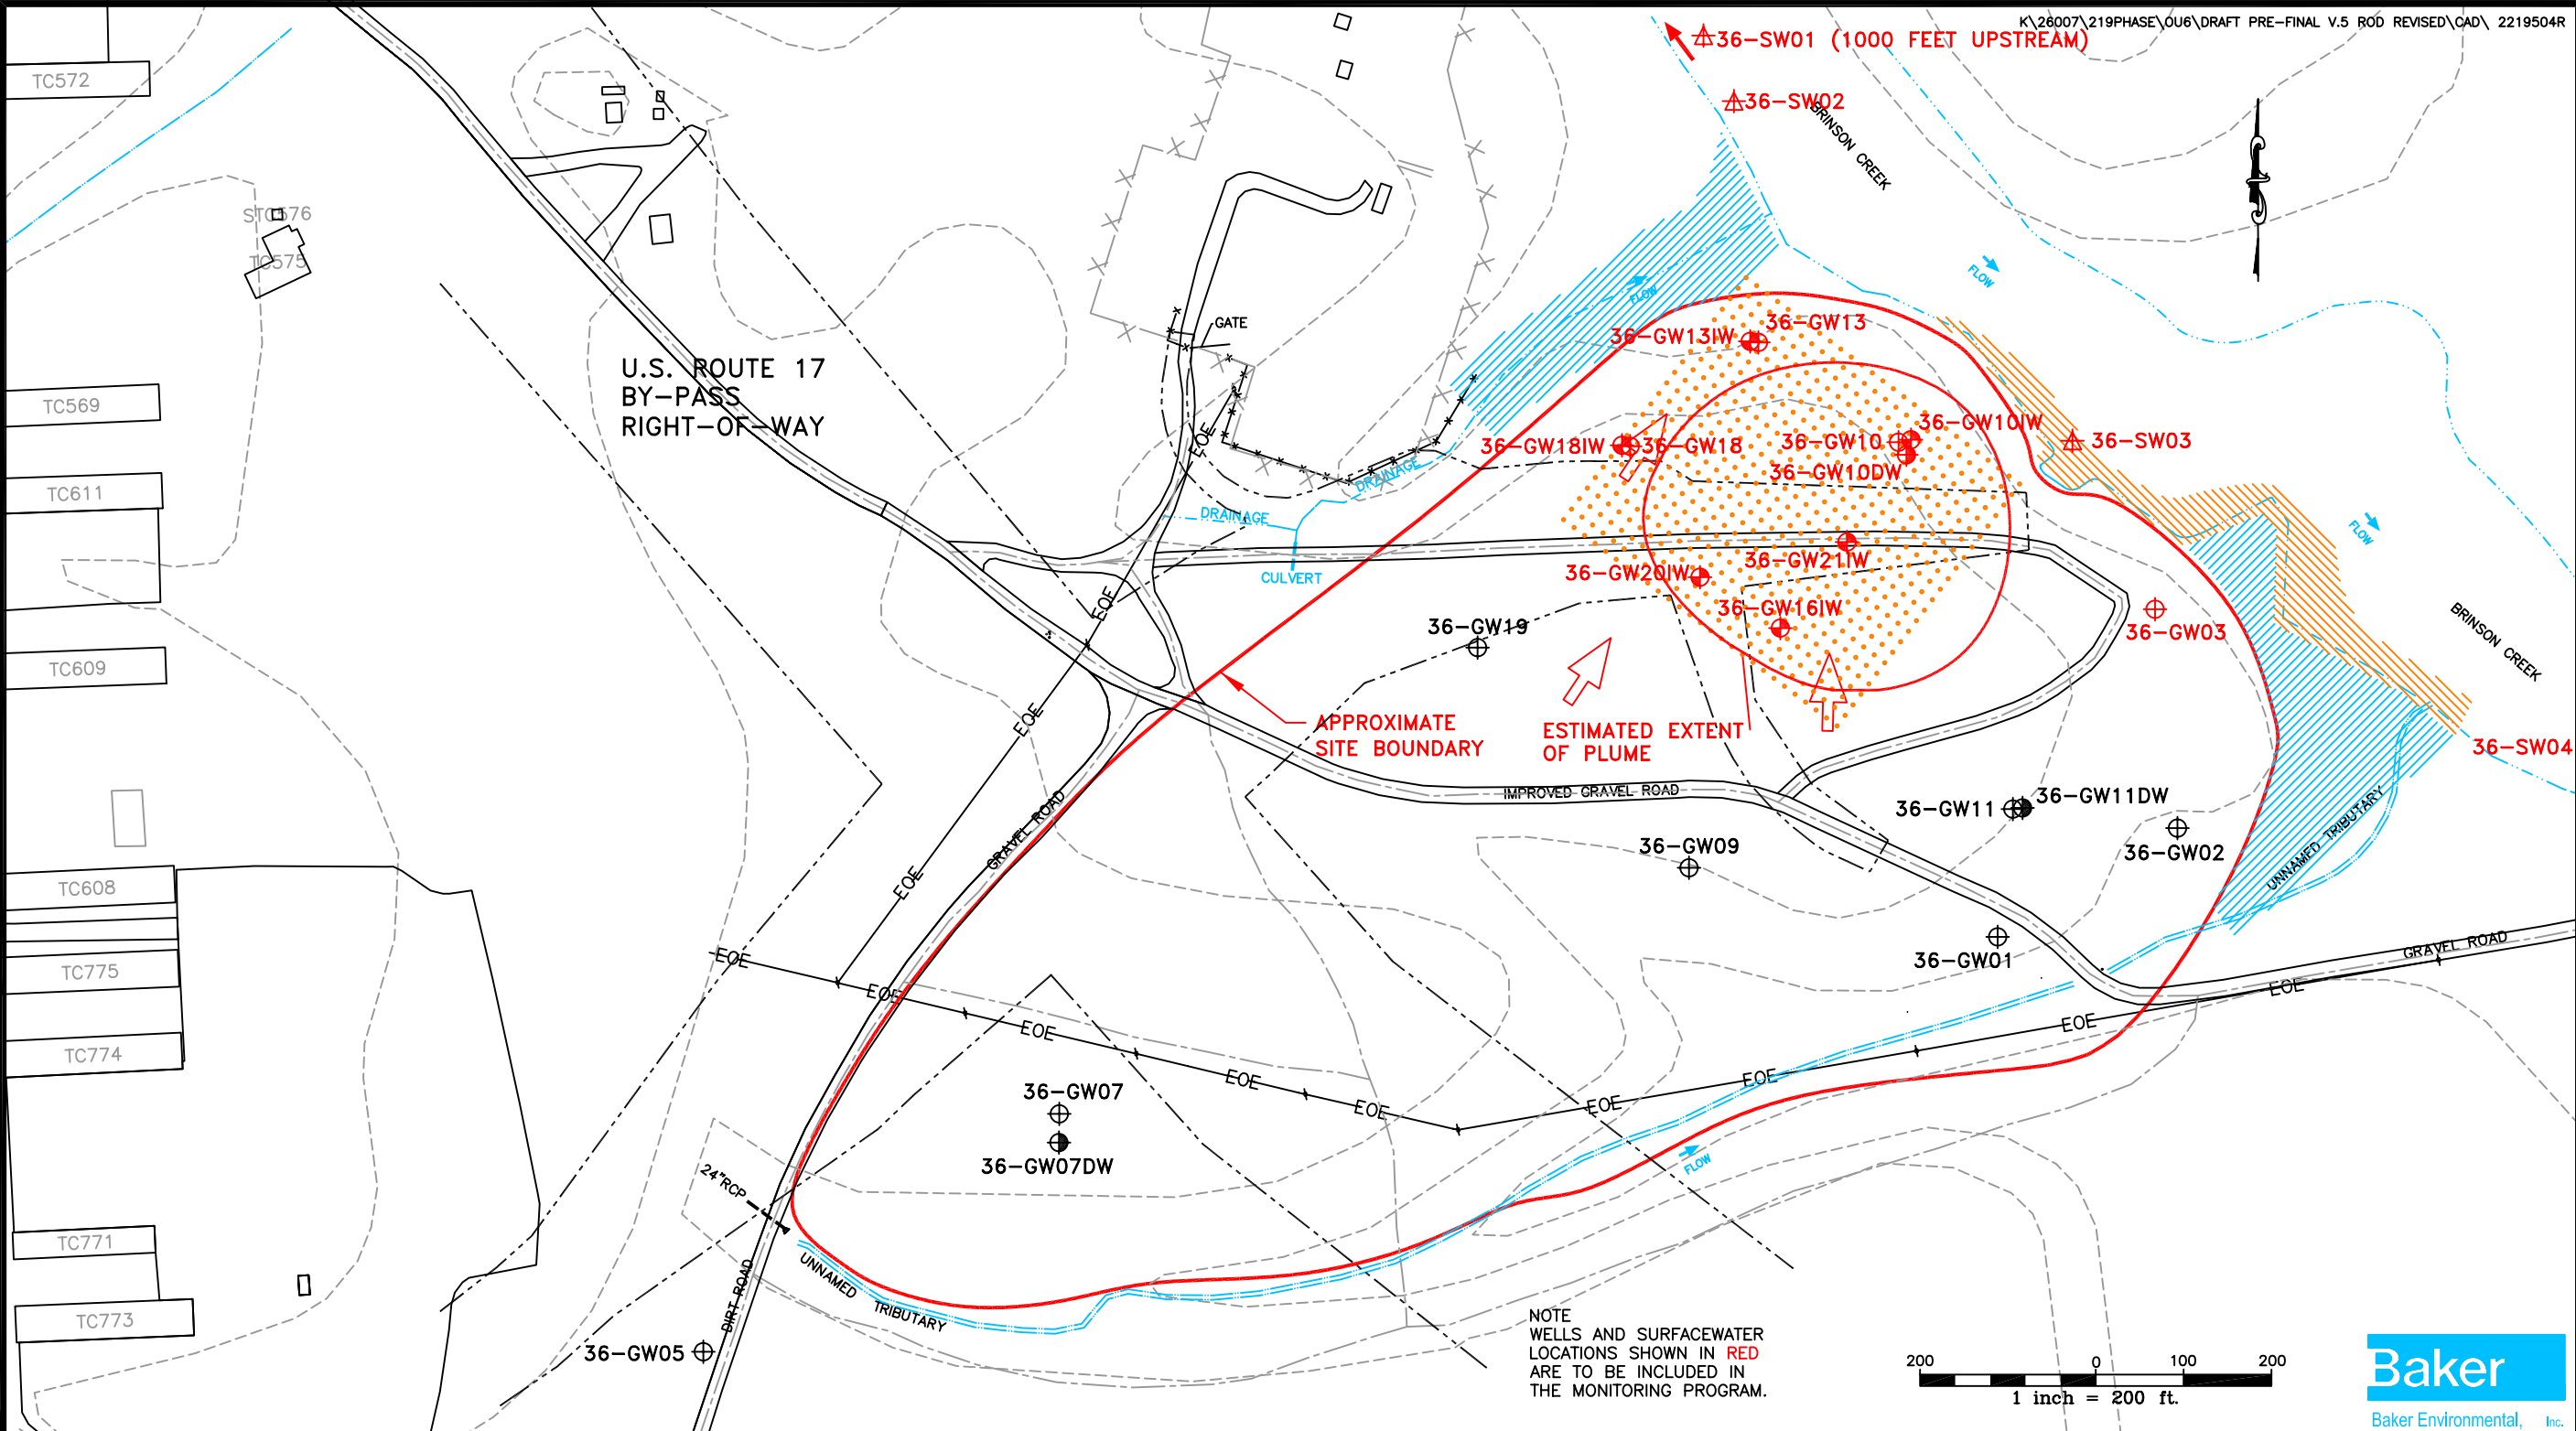 K\26007\219PHASE\OU6\DRAFT PRE-FINAL V.5 ROD REVISED\CAD\ 2219504R
36-SW01 (1000 FEET UPSTREAM)
TC572
36-SW02
BRINSON CREEK
STC576
TC575
FLOW
FLOW
GATE
36-GW13
36-GW13IW
U.S. ROUTE 17
BY-PASS
RIGHT-OF-WAY
TC569
EOE
36-GW18IW
36-GW18
36-GW10
36-GW10IW
36-GW10DW
36-SW03
DRAINAGE
TC611
DRAINAGE
FLOW
CULVERT
36-GW21IW
36-GW20IW
EOE
36-GW16IW
36-GW19
36-GW03
BRINSON CREEK
TC609
EOE
APPROXIMATE
SITE BOUNDARY
ESTIMATED EXTENT
OF PLUME
36-SW04
IMPROVED GRAVEL ROAD
36-GW11
36-GW11DW
GRAVEL ROAD
UNNAMED TRIBUTARY
36-GW09
36-GW02
TC608
EOE
36-GW01
GRAVEL ROAD
EOE
TC775
EOE
EOE
EOE
EOE
TC774
EOE
EOE
EOE
EOE
36-GW07
36-GW07DW
FLOW
24"RCP
TC771
UNNAMED TRIBUTARY
DIRT ROAD
TC773
36-GW05
NOTE
WELLS AND SURFACEWATER
LOCATIONS SHOWN IN RED
ARE TO BE INCLUDED IN
THE MONITORING PROGRAM.
200 0 100 200
1 inch = 200 ft.
Baker
Baker Environmental, Inc.